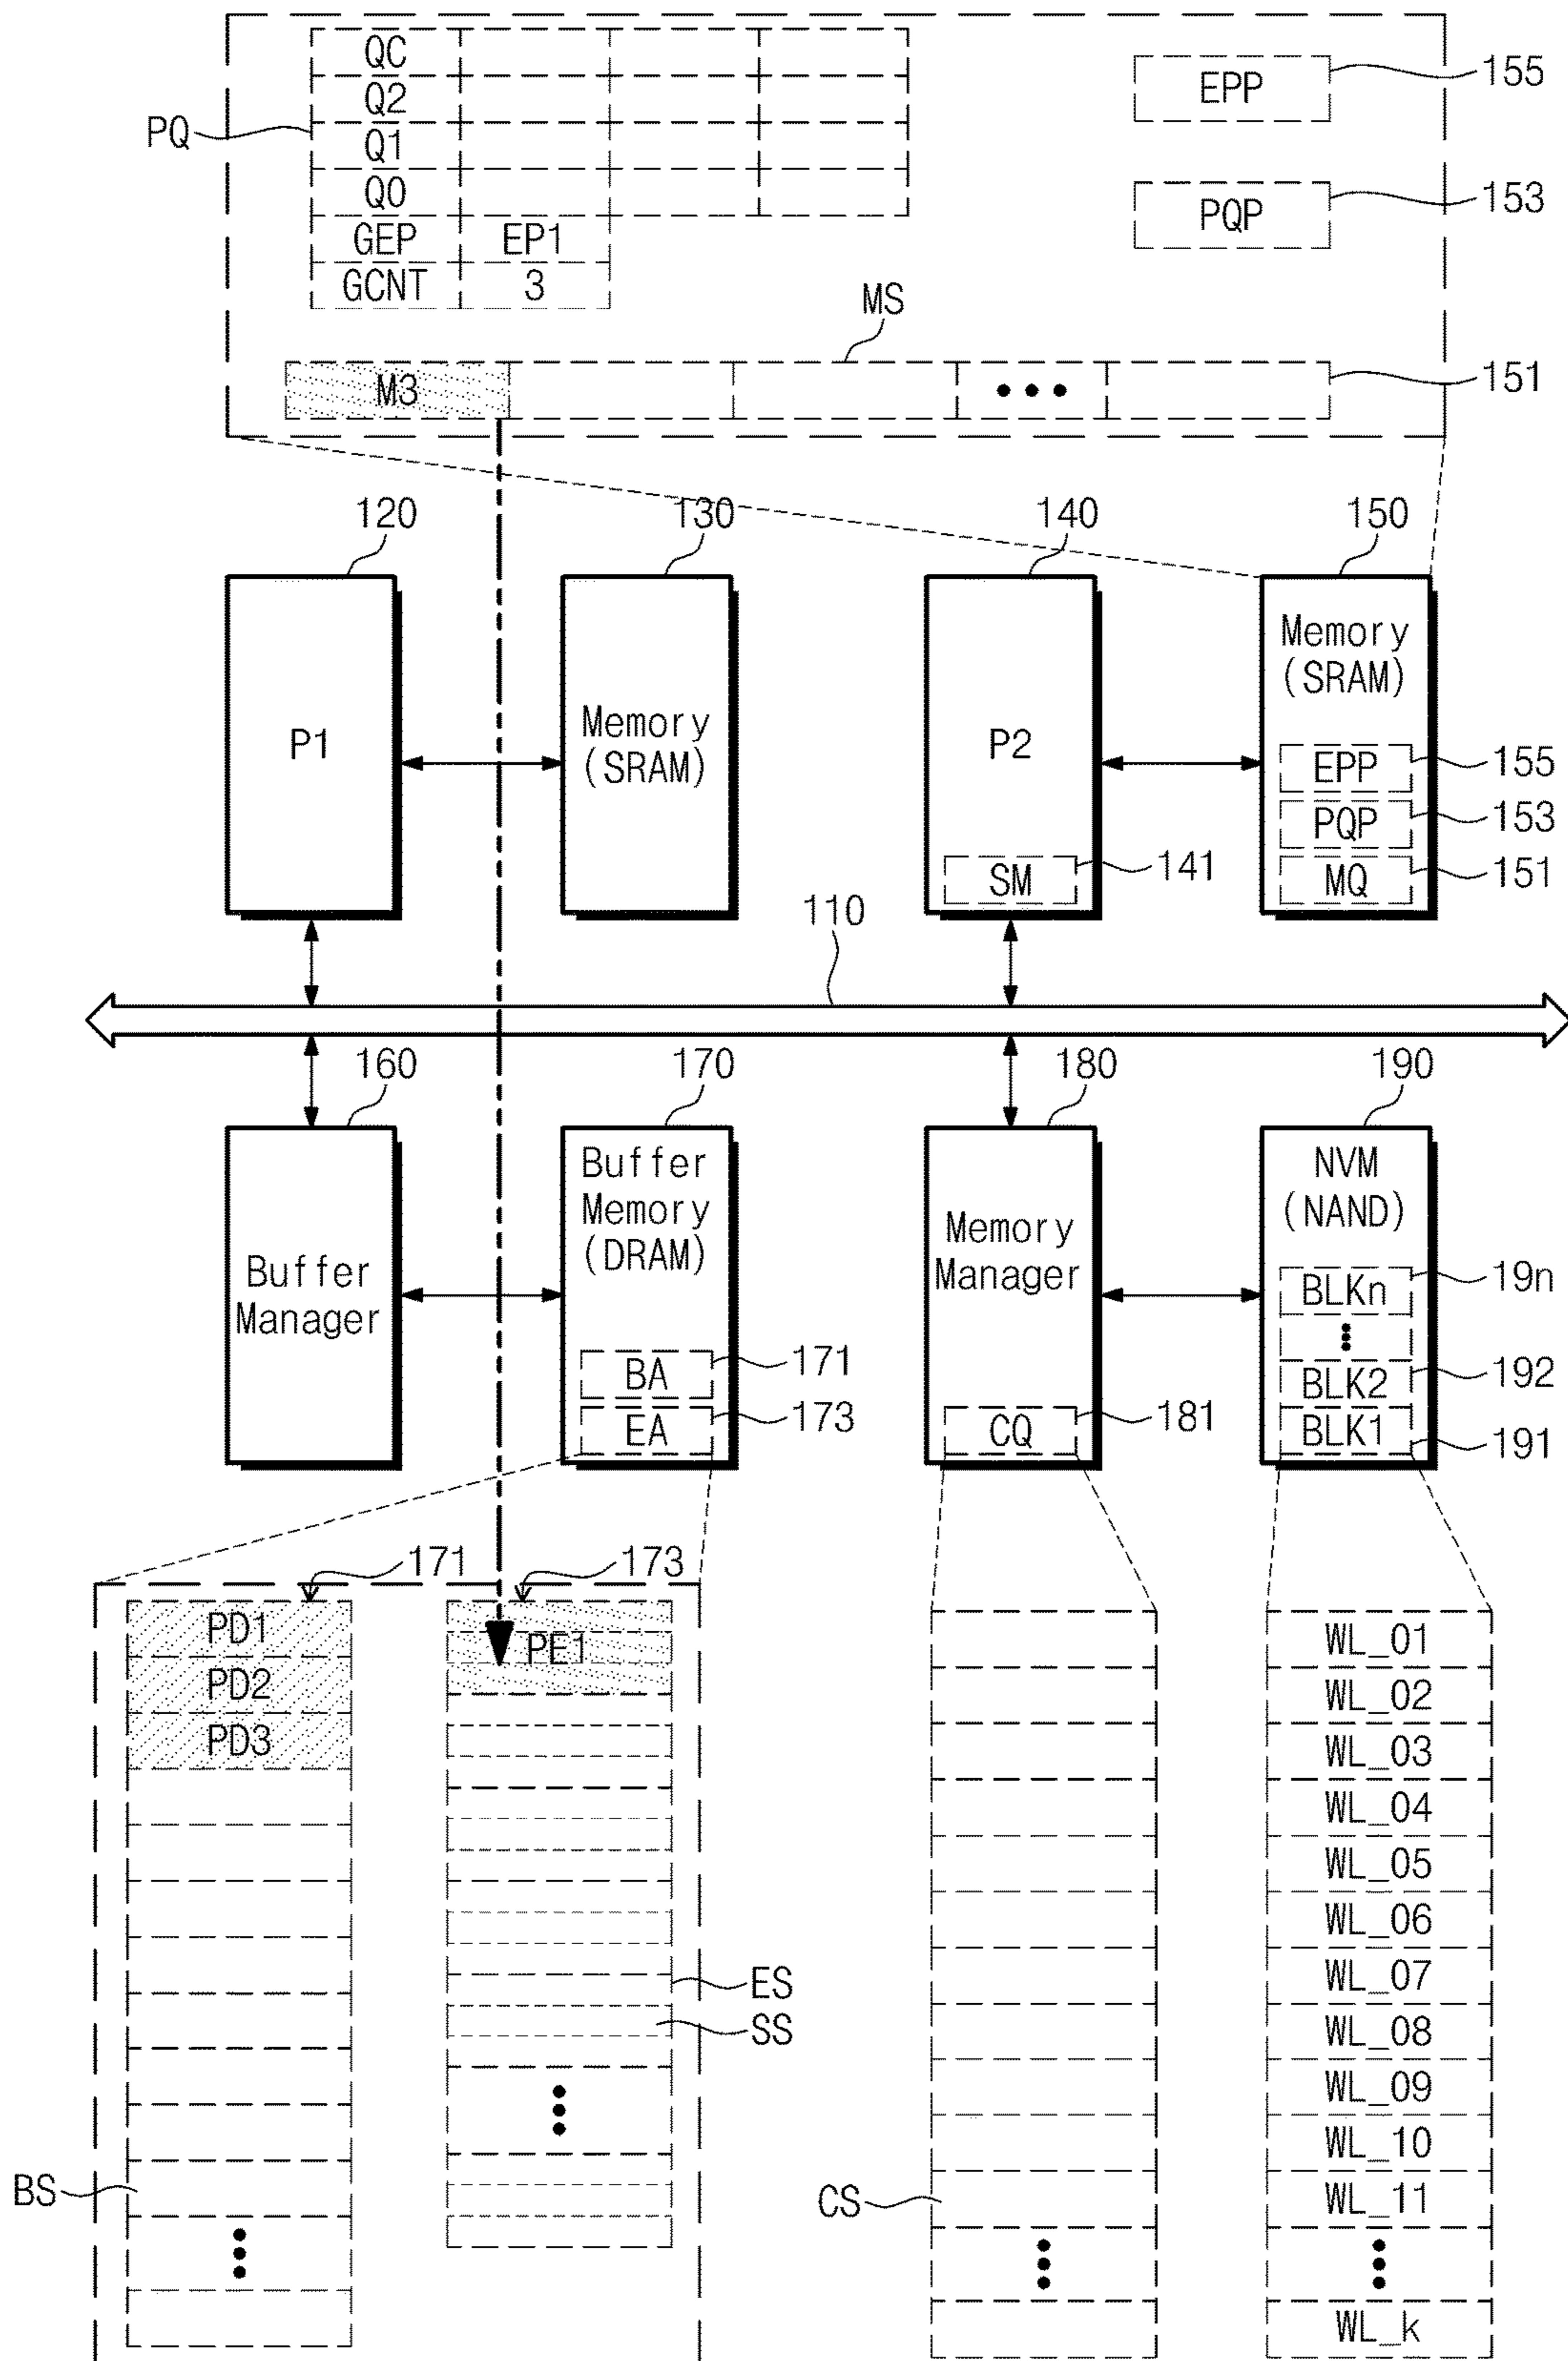 QC
Q2
Q1
Q0
GEP EP1
GCNT 3
PQ
EPP 155
PQP 153
MS
M3 151
120 130 140 150
P1
Memory
(SRAM)
P2
SM 141
Memory
(SRAM)
EPP 155
PQP 153
MQ 151
110
160 170 180 190
Buffer
Manager
Buffer
Memory
(DRAM)
BA 171
EA 173
Memory
Manager
CQ 181
NVM
(NAND)
BLKn 19n
BLK2 192
BLK1 191
171 173
PD1
PD2
PD3
BS
PE1
ES
SS
CS
WL_01
WL_02
WL_03
WL_04
WL_05
WL_06
WL_07
WL_08
WL_09
WL_10
WL_11
WL_k